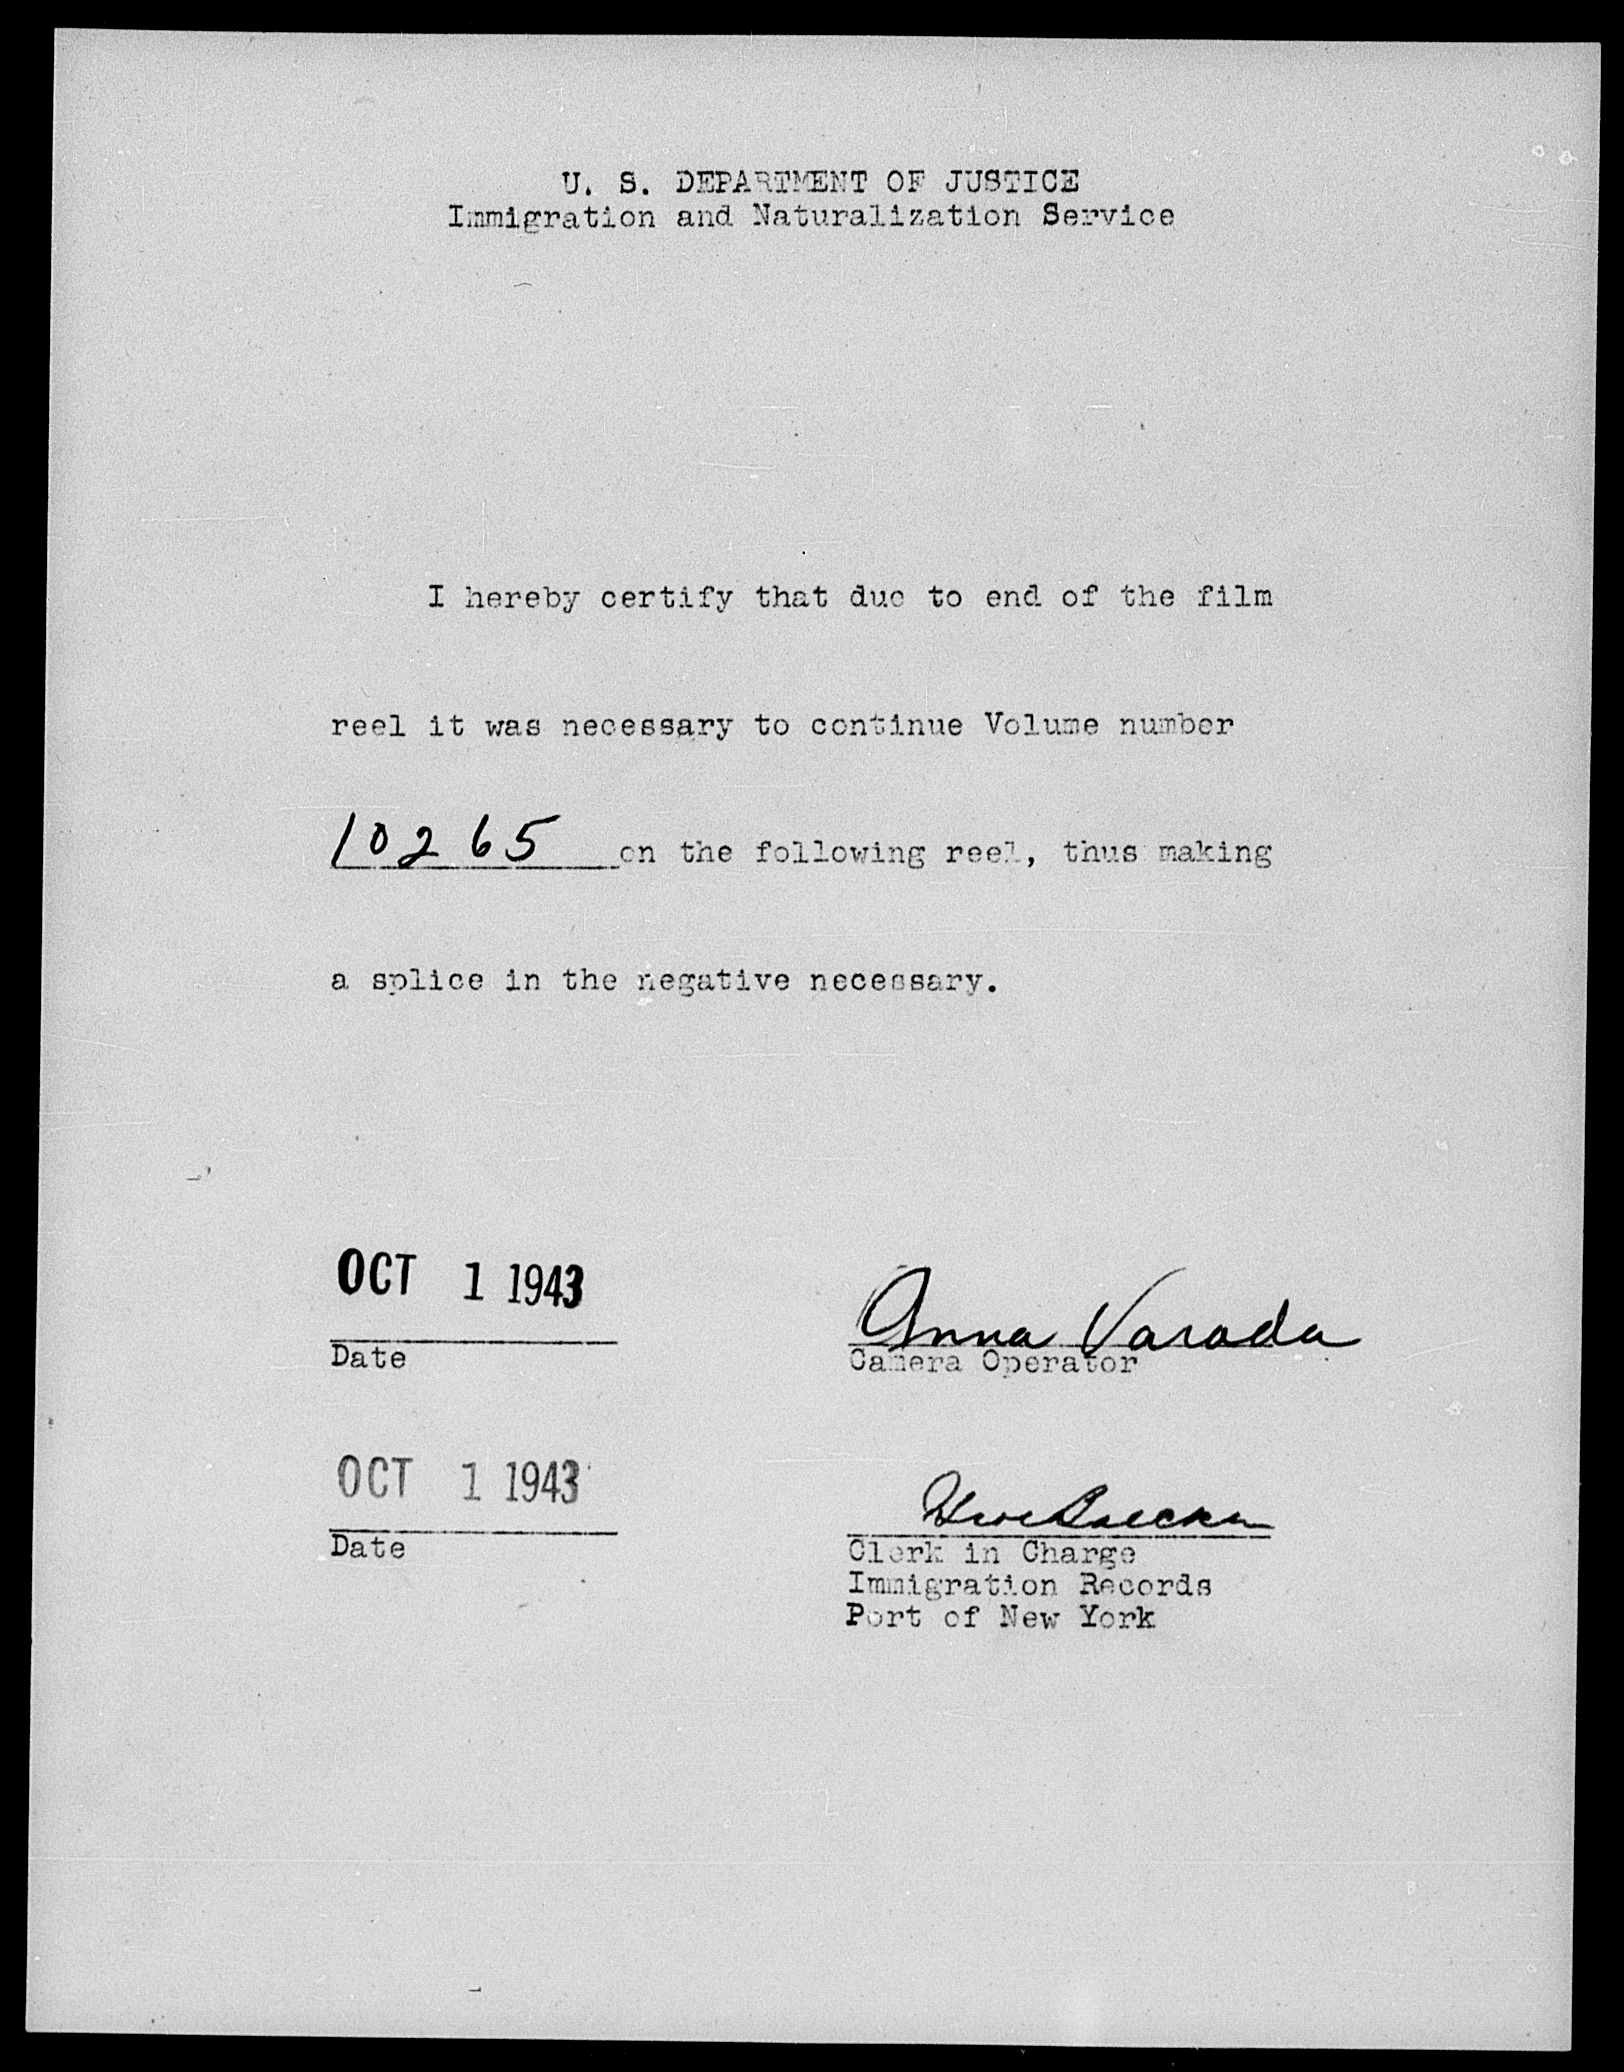 U. S. DEPARTMENT OF JUSTICE
Immigration and Naturalization Service
I hereby certify that due to end of the film
reel it was necessary to continue Volume number
10265 on the following reel, thus making
a splice in the negative necessary.
OCT 1 1943
Date
Anna Varada
Camera Operator
OCT 1 1943
Date
Clerk in Charge
Immigration Records
Port of New York